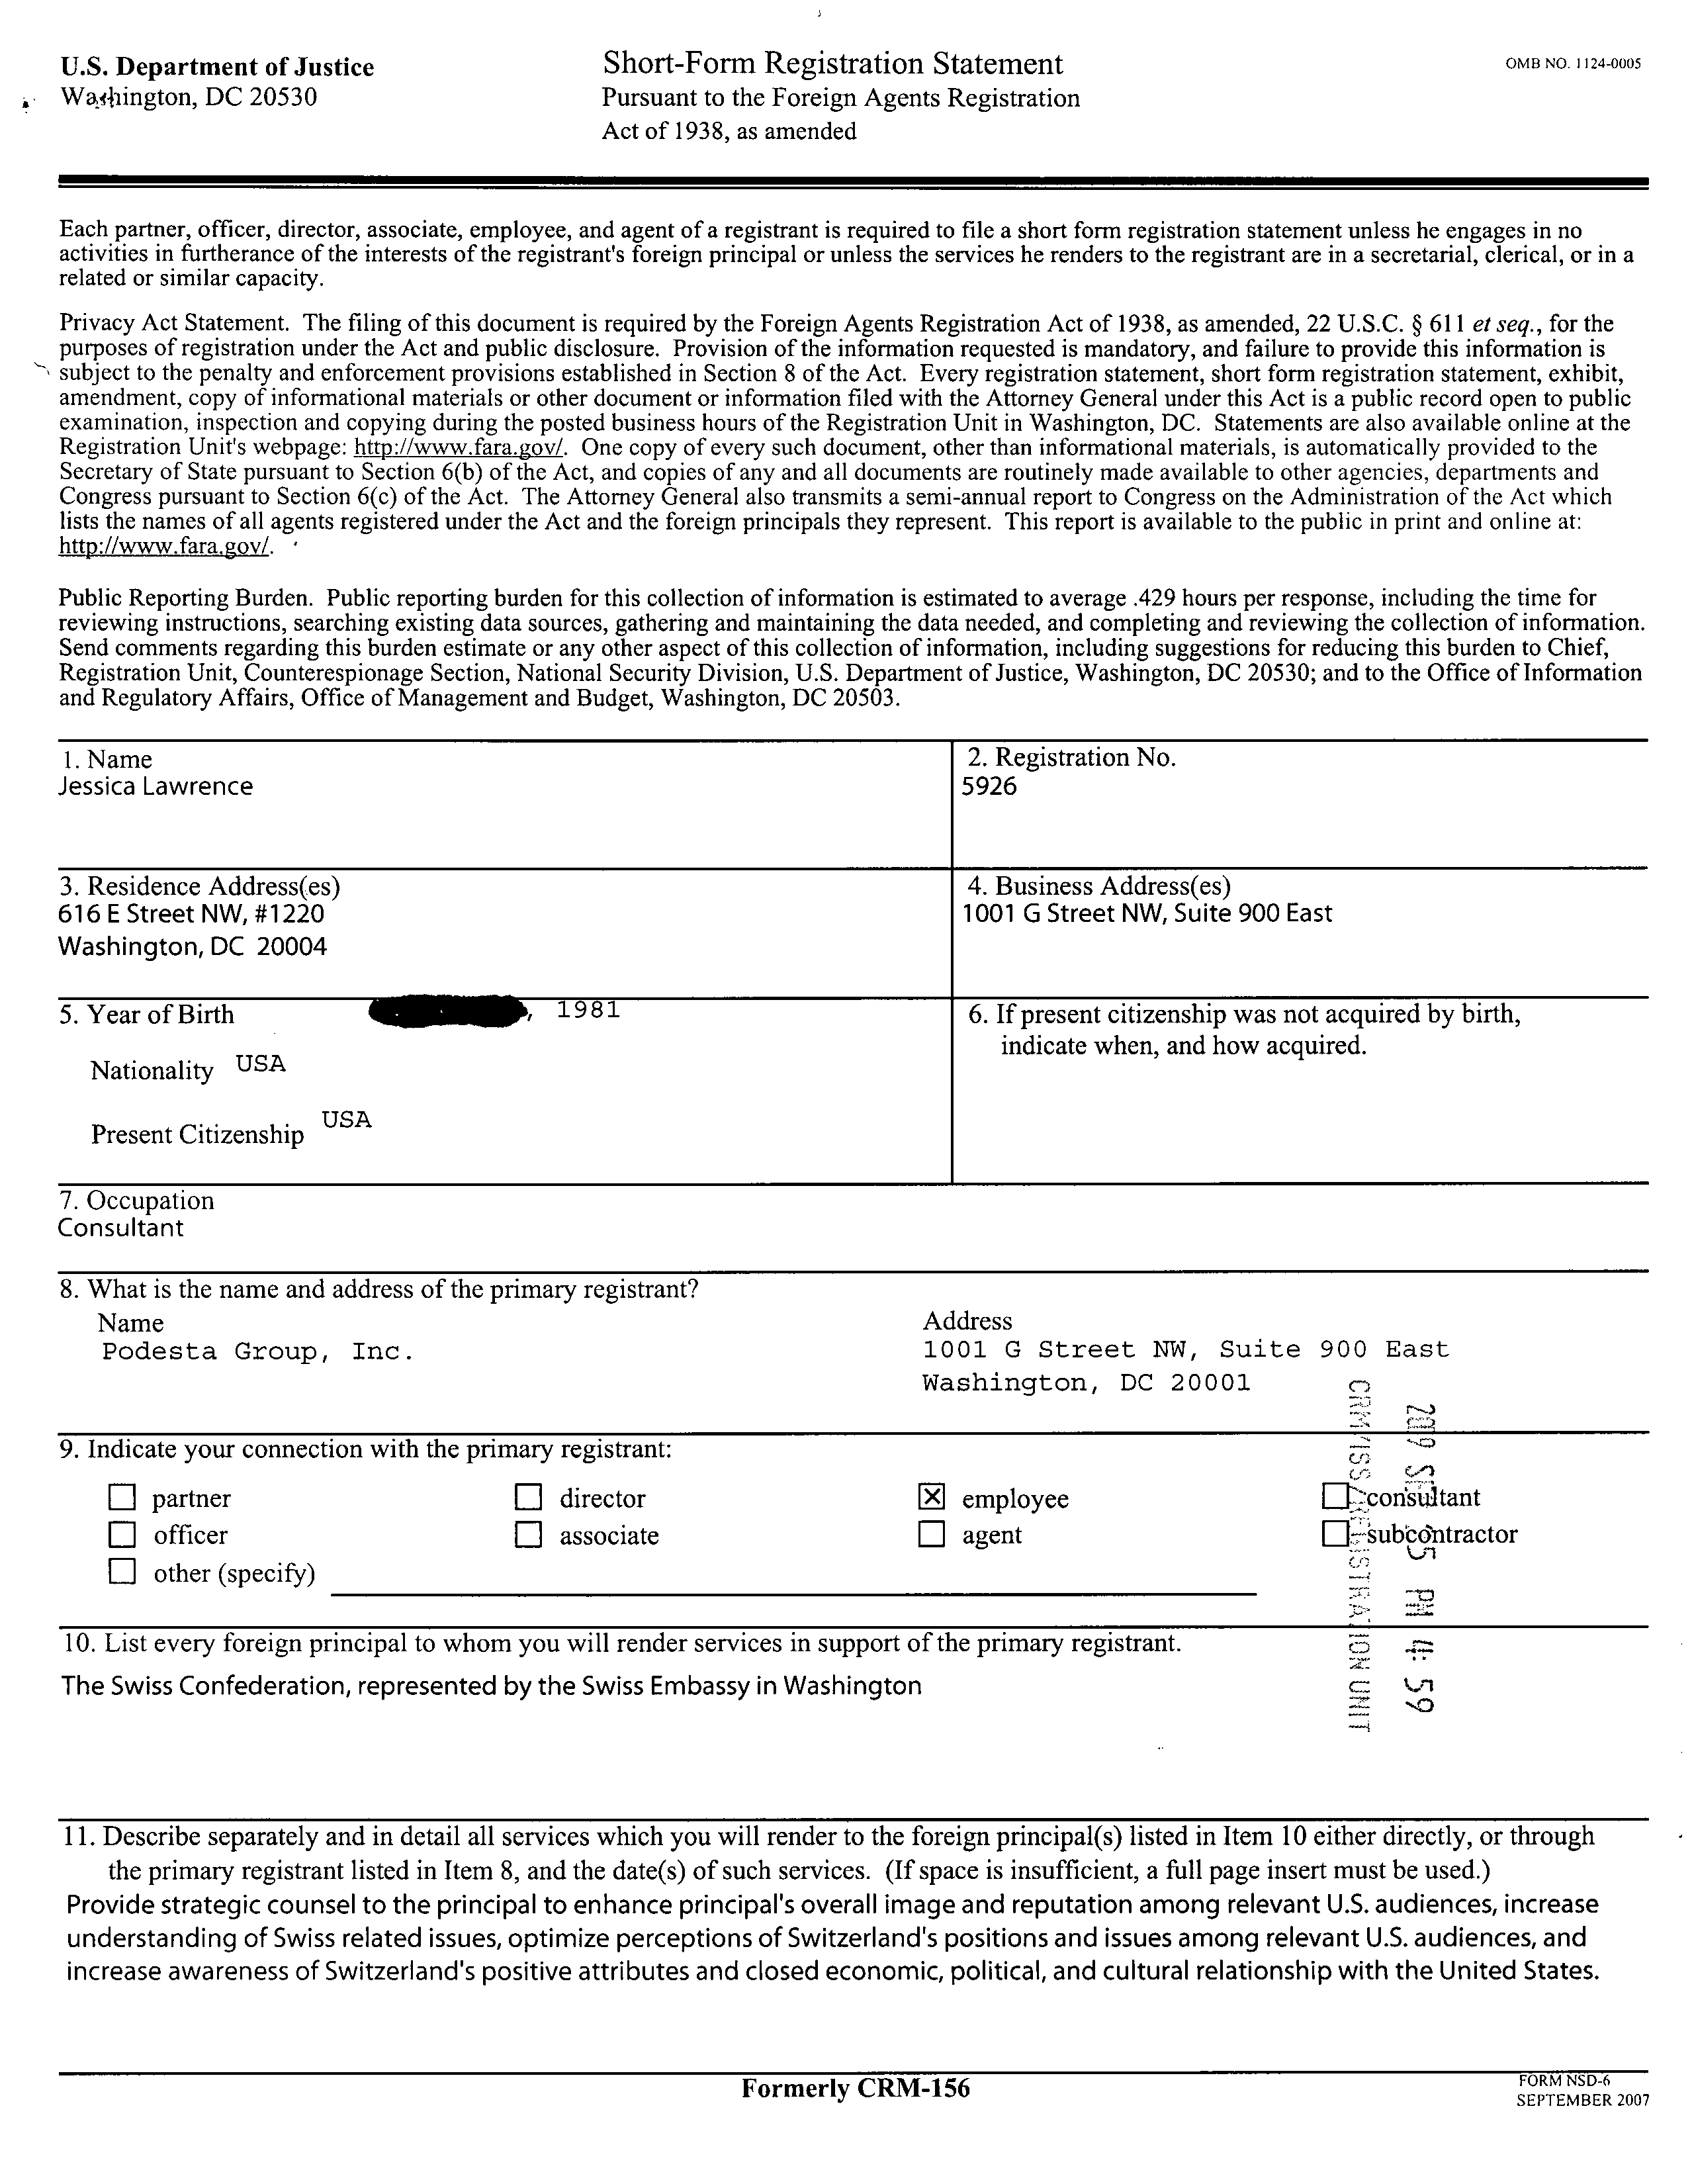 U.S. Department of Justice
Washington, DC 20530
Short-Form Registration Statement
Pursuant to the Foreign Agents Registration
Act of 1938, as amended
OMB NO. 1124-0005
Each partner, officer, director, associate, employee, and agent of a registrant is required to file a short form registration statement unless he engages in no
activities in furtherance of the interests of the registrant's foreign principal or unless the services he renders to the registrant are in a secretarial, clerical, or in a
related or similar capacity.
Privacy Act Statement. The filing of this document is required by the Foreign Agents Registration Act of 1938, as amended, 22 U.S.C. § 611 et seq., for the
purposes of registration under the Act and public disclosure. Provision of the information requested is mandatory, and failure to provide this information is
subject to the penalty and enforcement provisions established in Section 8 of the Act. Every registration statement, short form registration statement, exhibit,
amendment, copy of informational materials or other document or information filed with the Attorney General under this Act is a public record open to public
examination, inspection and copying during the posted business hours of the Registration Unit in Washington, DC. Statements are also available online at the
Registration Unit's webpage: http://www.fara.gov/. One copy of every such document, other than informational materials, is automatically provided to the
Secretary of State pursuant to Section 6(b) of the Act, and copies of any and all documents are routinely made available to other agencies, departments and
Congress pursuant to Section 6(c) of the Act. The Attorney General also transmits a semi-annual report to Congress on the Administration of the Act which
lists the names of all agents registered under the Act and the foreign principals they represent. This report is available to the public in print and online at:
http://www.fara.gov/.
Public Reporting Burden. Public reporting burden for this collection of information is estimated to average .429 hours per response, including the time for
reviewing instructions, searching existing data sources, gathering and maintaining the data needed, and completing and reviewing the collection of information.
Send comments regarding this burden estimate or any other aspect of this collection of information, including suggestions for reducing this burden to Chief,
Registration Unit, Counterespionage Section, National Security Division, U.S. Department of Justice, Washington, DC 20530; and to the Office of Information
and Regulatory Affairs, Office of Management and Budget, Washington, DC 20503.
1. Name
Jessica Lawrence
2. Registration No.
5926
3. Residence Address(es)
616 E Street NW, #1220
Washington, DC 20004
4. Business Address(es)
1001 G Street NW, Suite 900 East
5. Year of Birth , 1981
Nationality USA
Present Citizenship USA
6. If present citizenship was not acquired by birth,
indicate when, and how acquired.
7. Occupation
Consultant
8. What is the name and address of the primary registrant?
Name
Podesta Group, Inc.
Address
1001 G Street NW, Suite 900 East
Washington, DC 20001
9. Indicate your connection with the primary registrant:
partner director employee consultant
officer associate agent subcontractor
other (specify)
10. List every foreign principal to whom you will render services in support of the primary registrant.
The Swiss Confederation, represented by the Swiss Embassy in Washington
REGISTRATION UNIT
PM 4:59
11. Describe separately and in detail all services which you will render to the foreign principal(s) listed in Item 10 either directly, or through
the primary registrant listed in Item 8, and the date(s) of such services. (If space is insufficient, a full page insert must be used.)
Provide strategic counsel to the principal to enhance principal's overall image and reputation among relevant U.S. audiences, increase
understanding of Swiss related issues, optimize perceptions of Switzerland's positions and issues among relevant U.S. audiences, and
increase awareness of Switzerland's positive attributes and closed economic, political, and cultural relationship with the United States.
Formerly CRM-156
FORM NSD-6
SEPTEMBER 2007